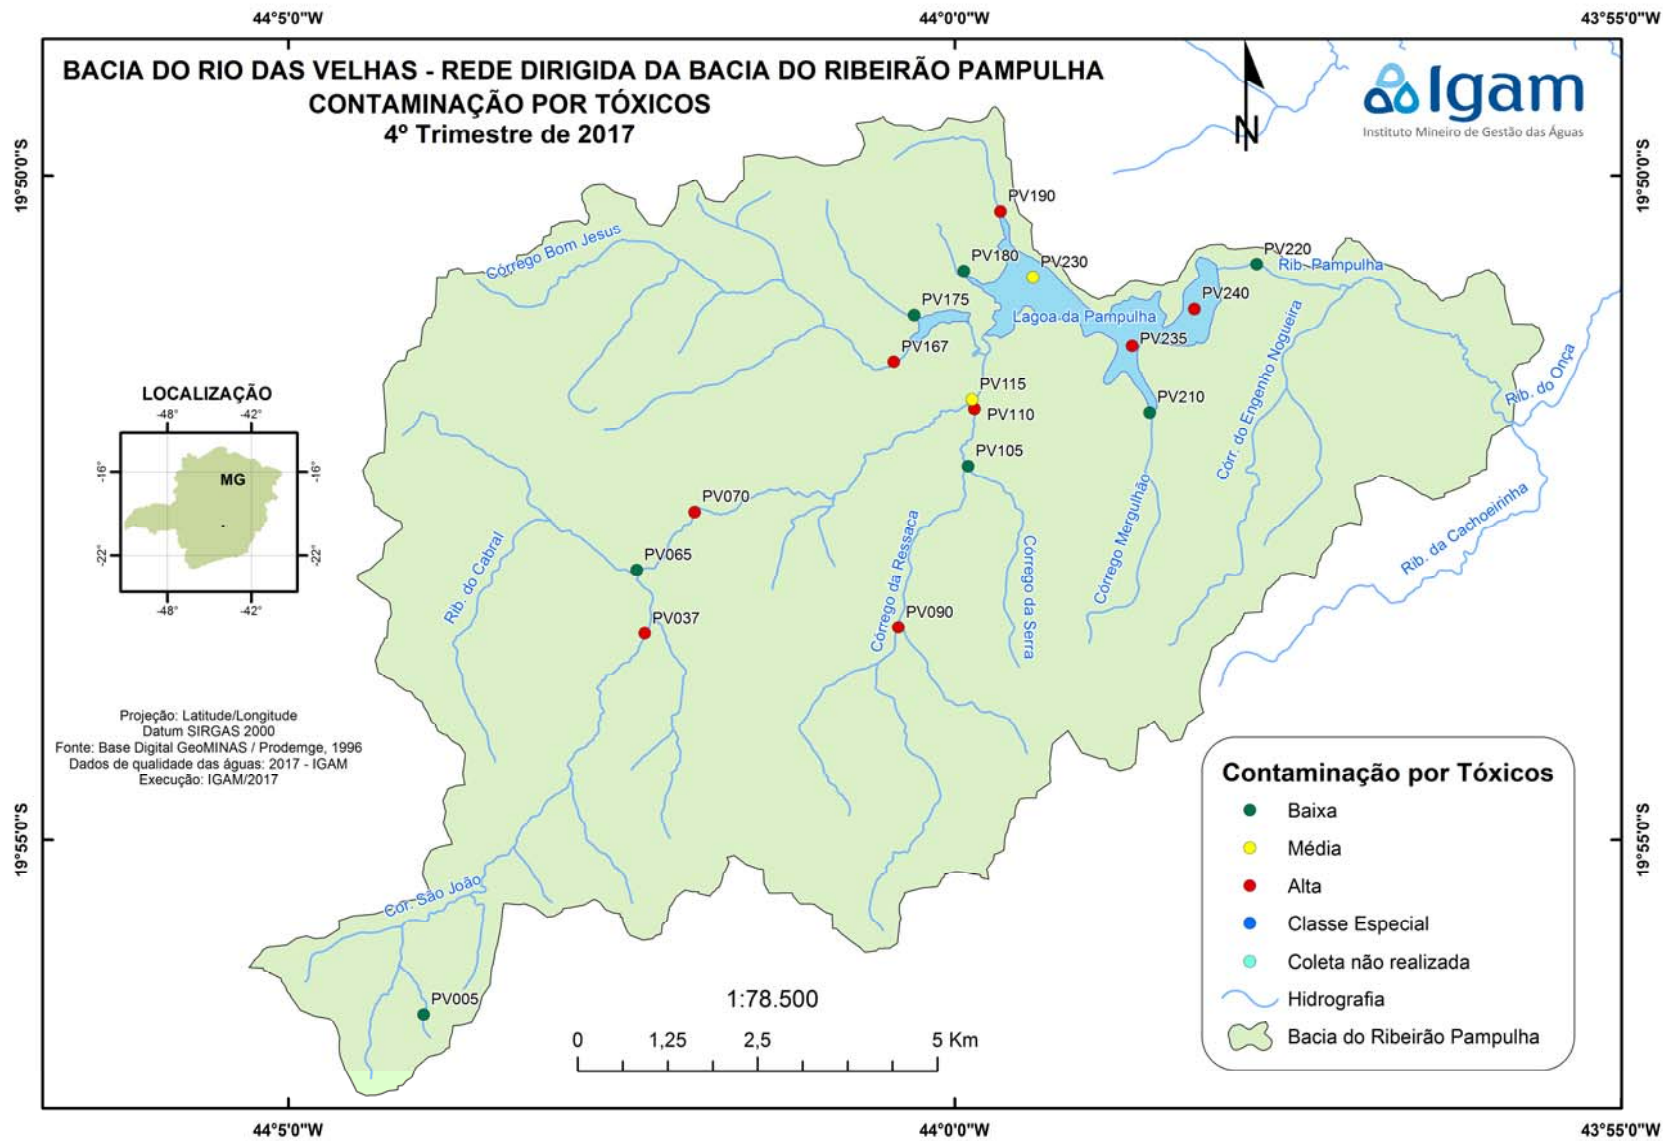 44°5'0"W
44°0'0"W
43°55'0"W
BACIA DO RIO DAS VELHAS - REDE DIRIGIDA DA BACIA DO RIBEIRÃO PAMPULHA
CONTAMINAÇÃO POR TÓXICOS
4º Trimestre de 2017
N
Igam
Instituto Mineiro de Gestão das Águas
19°50'0"S
19°50'0"S
PV190
Córrego Bom Jesus
PV180
PV230
PV220
Rib. Pampulha
PV175
PV240
Lagoa da Pampulha
PV235
PV167
PV115
PV110
PV210
Córr. do Engenho Nogueira
Rib. do Onça
PV105
LOCALIZAÇÃO
-48°
-42°
-16°
-16°
MG
-22°
-22°
-48°
-42°
PV070
PV065
Rib. do Cabral
Córrego da Ressaca
Córrego da Serra
Córrego Mergulhão
Rib. da Cachoeirinha
PV037
PV090
Projeção: Latitude/Longitude
Datum SIRGAS 2000
Fonte: Base Digital GeoMINAS / Prodemge, 1996
Dados de qualidade das águas: 2017 - IGAM
Execução: IGAM/2017
19°55'0"S
19°55'0"S
Cor. São João
PV005
1:78.500
0
1,25
2,5
5 Km
Contaminação por Tóxicos
Baixa
Média
Alta
Classe Especial
Coleta não realizada
Hidrografia
Bacia do Ribeirão Pampulha
44°5'0"W
44°0'0"W
43°55'0"W